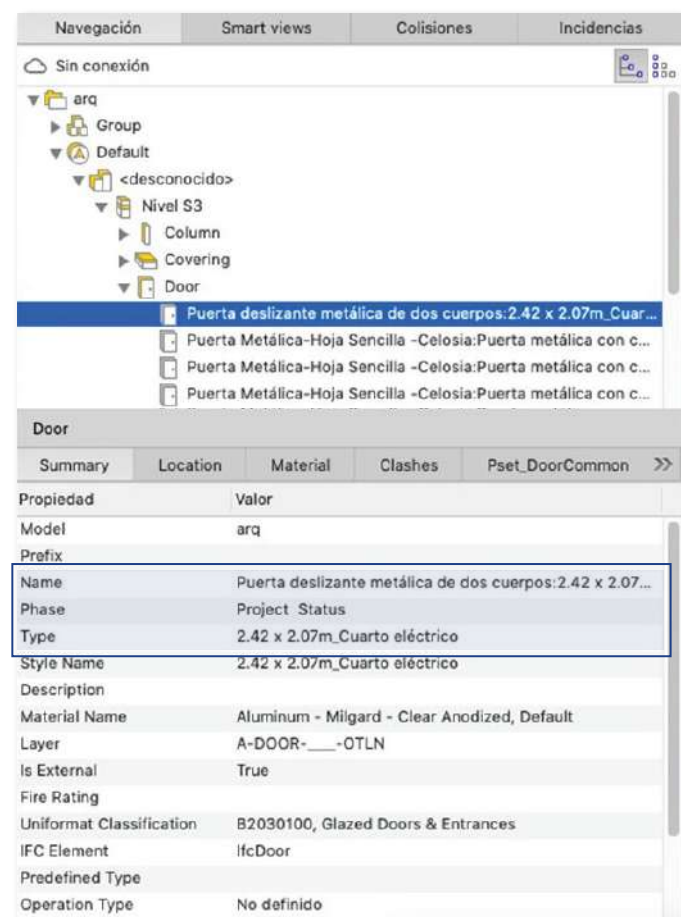 Navegación Smart views Colisiones Incidencias
Sin conexión
arq
Group
Default
<desconocido>
Nivel S3
Column
Covering
Door
Puerta deslizante metálica de dos cuerpos:2.42 x 2.07m_Cuar...
Puerta Metálica-Hoja Sencilla -Celosia:Puerta metálica con c...
Puerta Metálica-Hoja Sencilla -Celosia:Puerta metálica con c...
Puerta Metálica-Hoja Sencilla -Celosia:Puerta metálica con c...
Door
Summary Location Material Clashes Pset_DoorCommon >>
Propiedad Valor
Model arq
Prefix
Name Puerta deslizante metálica de dos cuerpos:2.42 x 2.07...
Phase Project Status
Type 2.42 x 2.07m_Cuarto eléctrico
Style Name 2.42 x 2.07m_Cuarto eléctrico
Description
Material Name Aluminum - Milgard - Clear Anodized, Default
Layer A-DOOR-___-OTLN
Is External True
Fire Rating
Uniformat Classification B2030100, Glazed Doors & Entrances
IFC Element IfcDoor
Predefined Type
Operation Type No definido